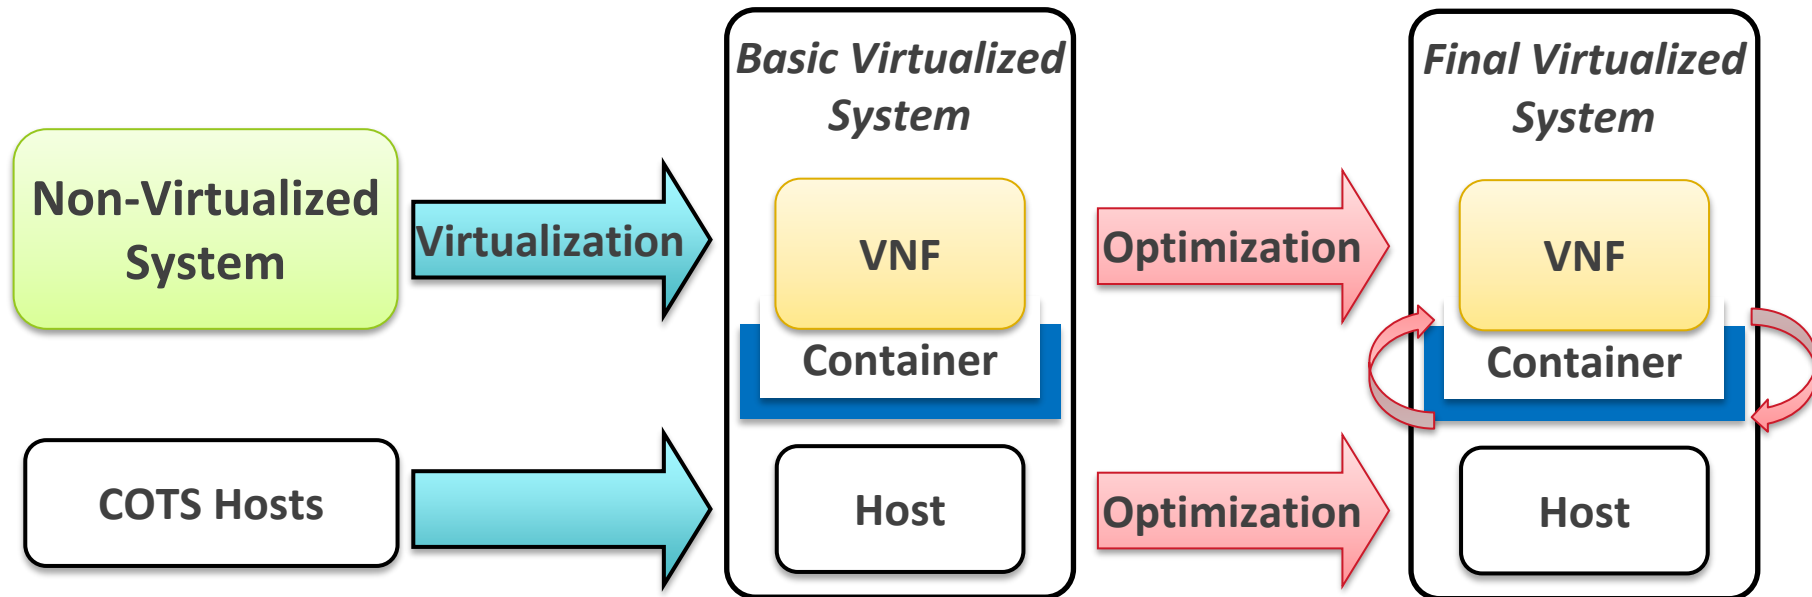 Basic Virtualized
System
Final Virtualized
System
Non-Virtualized
System
Virtualization
VNF
Optimization
VNF
Container
Container
COTS Hosts
Host
Optimization
Host